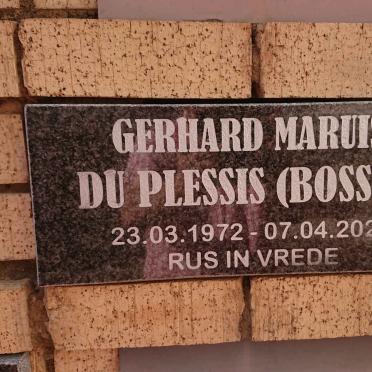 GERHARD MARUIS
DU PLESSIS (BOSS
23.03.1972 - 07.04.202
RUS IN VREDE